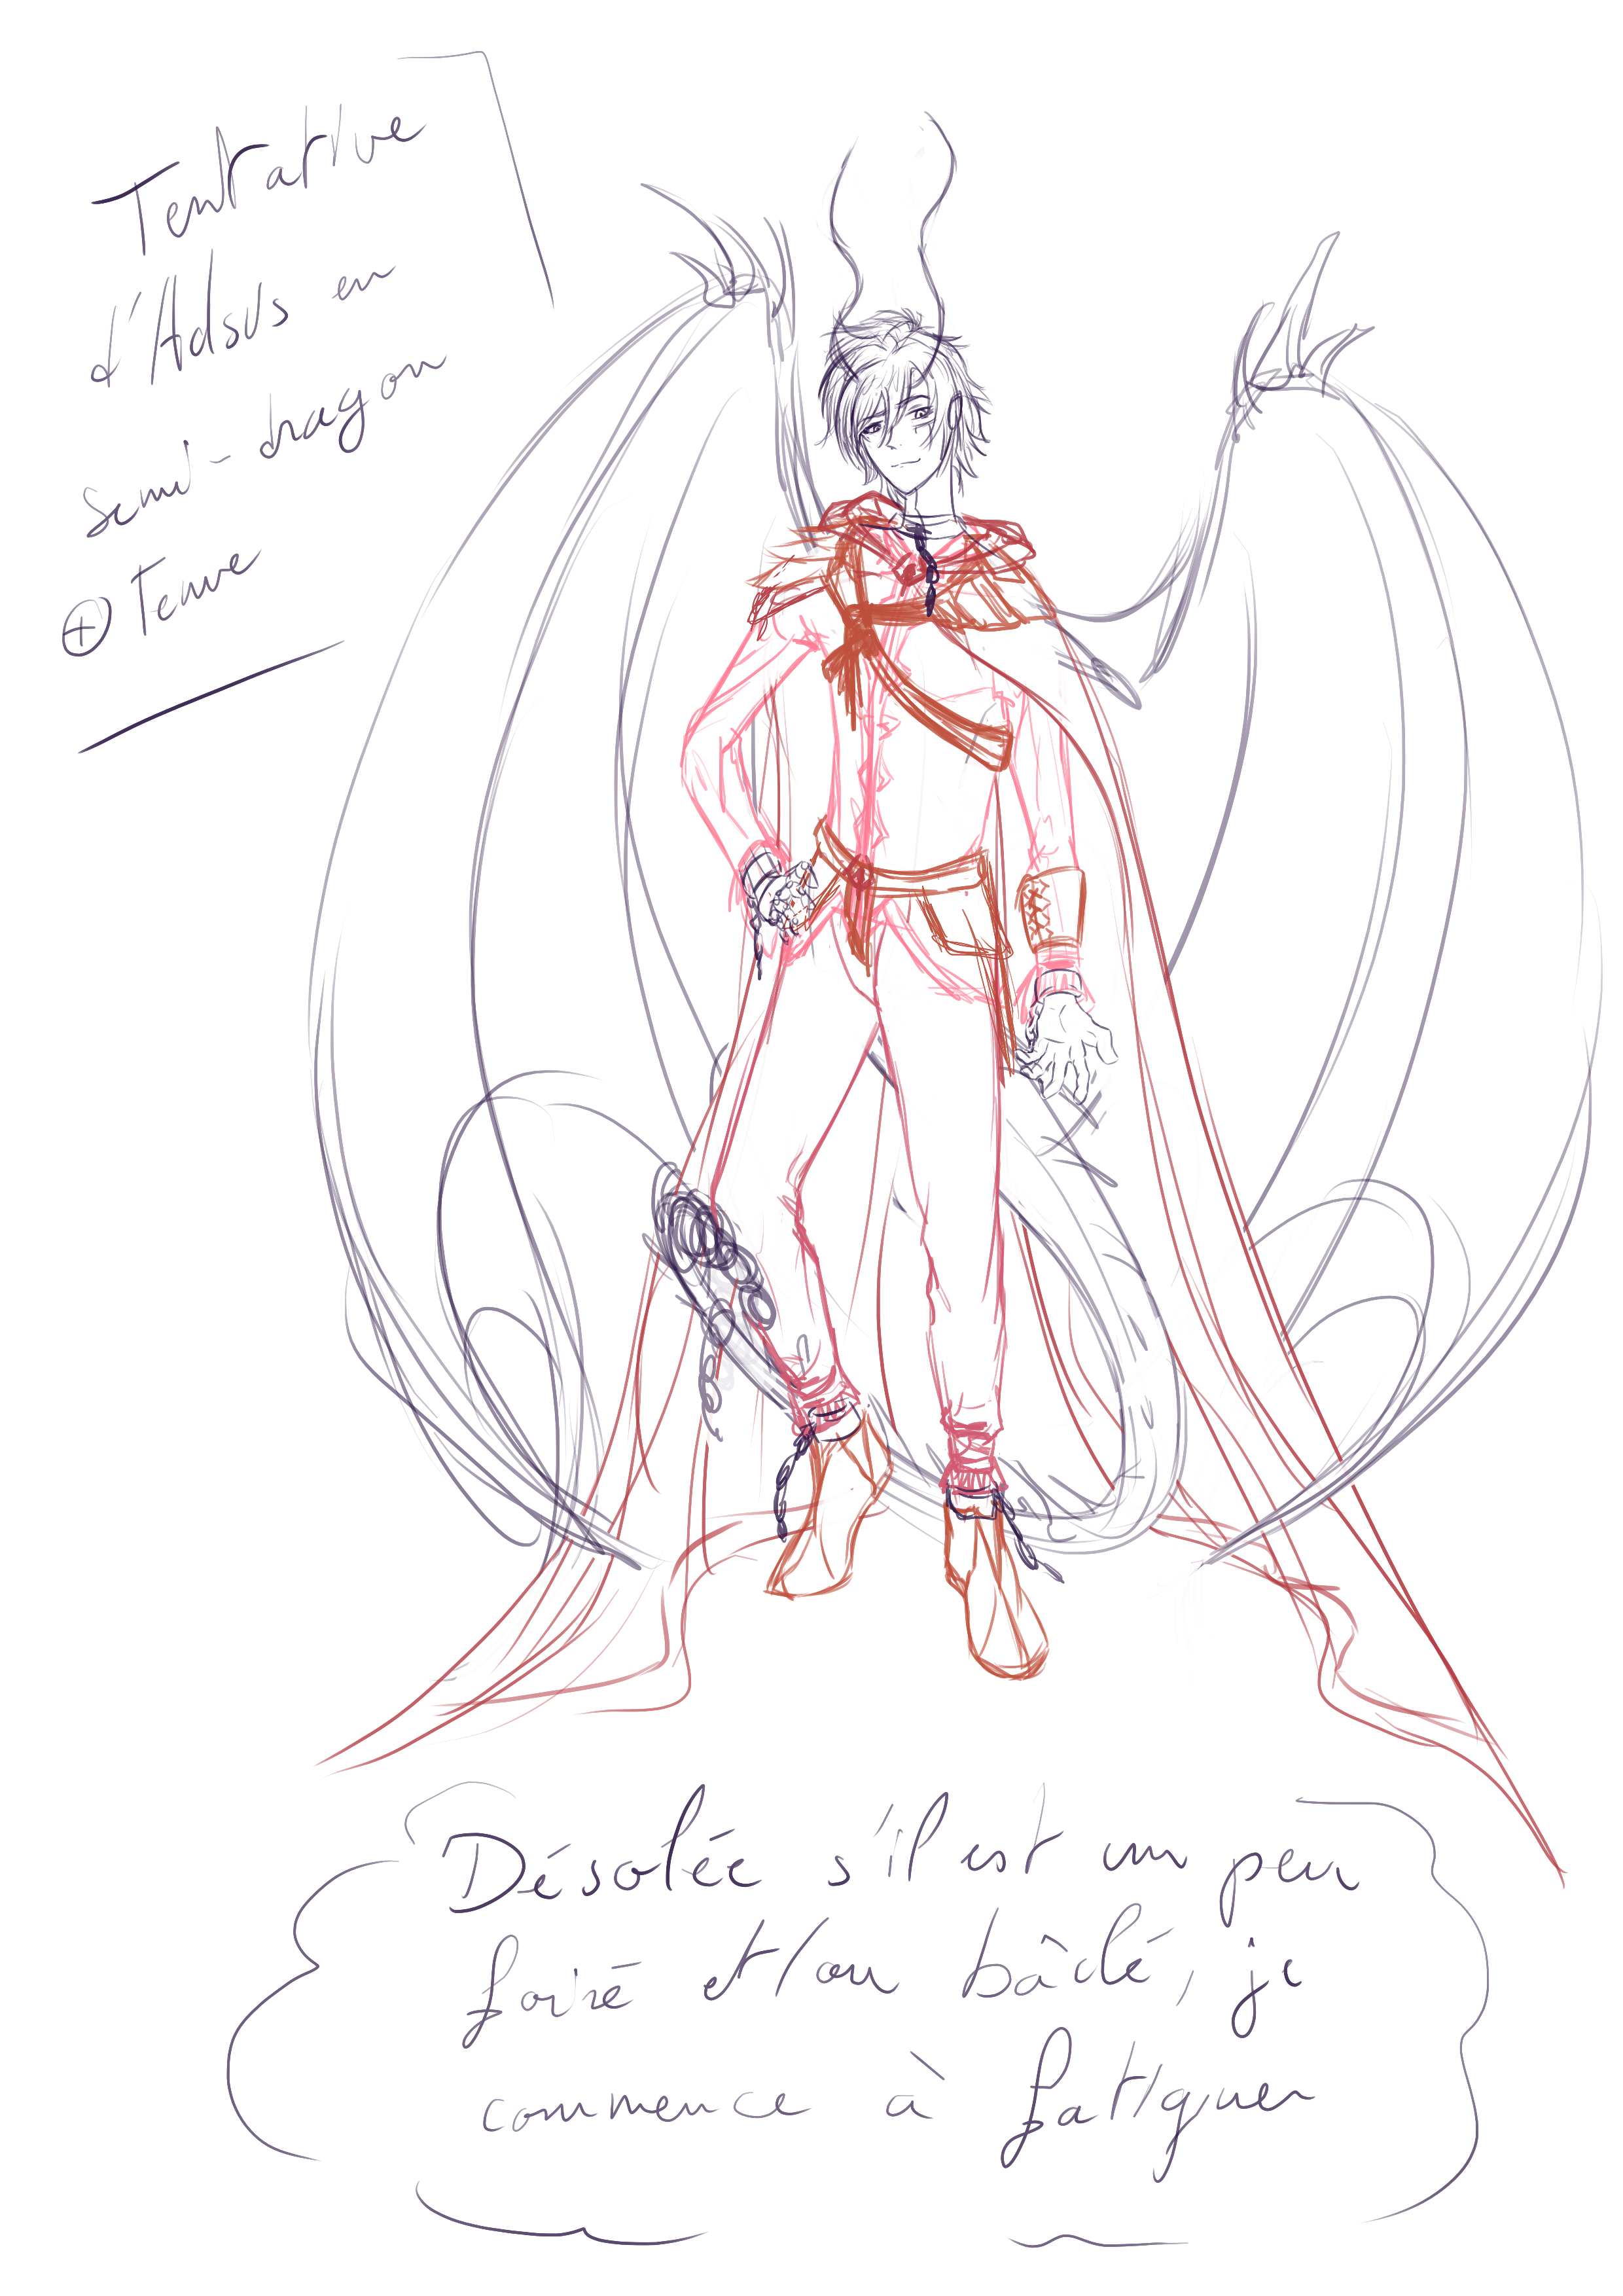 Tentative
d'Adsus en
semi-dragon
⊕ Tenue
Désolée s'il est un peu
foiré et/ou bâclé, je
commence à fatiguer